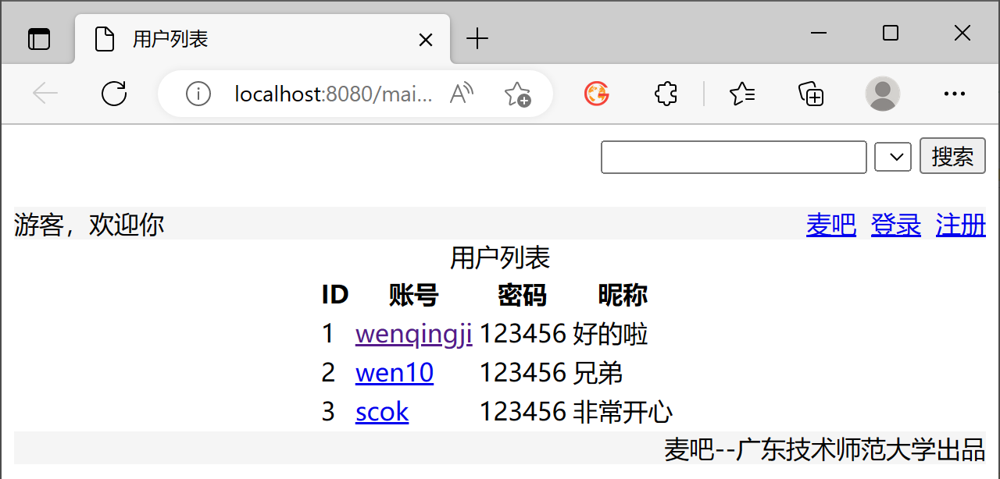 用户列表
localhost:8080/mai...
搜索
游客，欢迎你 麦吧 登录 注册
用户列表
ID 账号 密码 昵称
1 wenqingji 123456 好的啦
2 wen10 123456 兄弟
3 scok 123456 非常开心
麦吧--广东技术师范大学出品